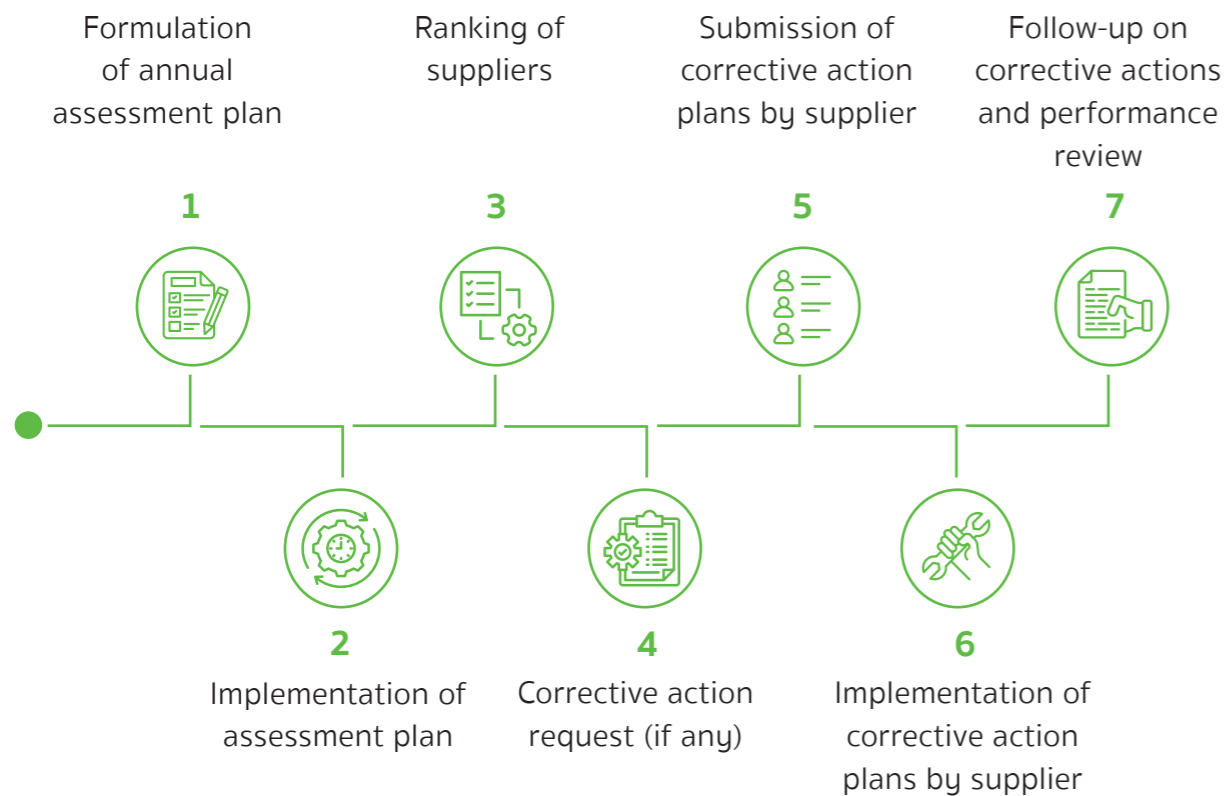 Formulation
of annual
assessment plan
1
Implementation of
assessment plan
2
Ranking of
suppliers
3
Corrective action
request (if any)
4
Submission of
corrective action
plans by supplier
5
Implementation of
corrective action
plans by supplier
6
Follow-up on
corrective actions
and performance
review
7